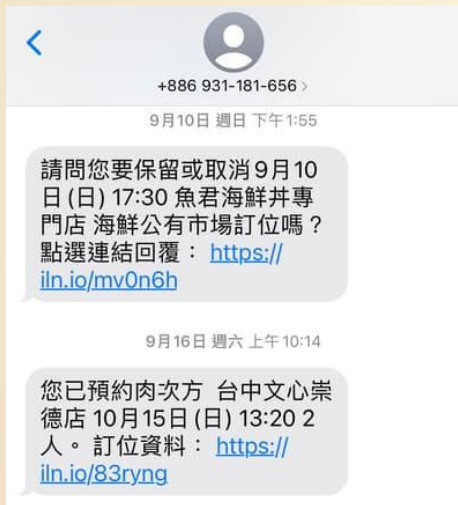 +886 931-181-656 >
9月10日 週日 下午1:55
請問您要保留或取消9月10
日(日) 17:30 魚君海鮮丼專
門店 海鮮公有市場訂位嗎?
點選連結回覆: https://
iln.io/mv0n6h
9月16日 週六 上午10:14
您已預約肉次方 台中文心崇
德店 10月15日(日) 13:20 2
人。訂位資料: https://
iln.io/83ryng